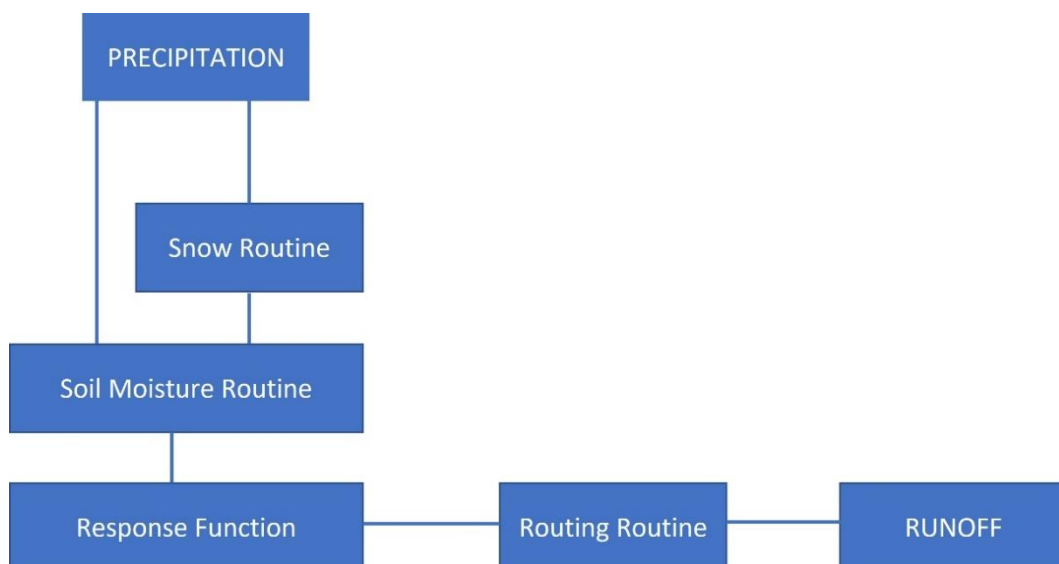 PRECIPITATION
Snow Routine
Soil Moisture Routine
Response Function
Routing Routine
RUNOFF